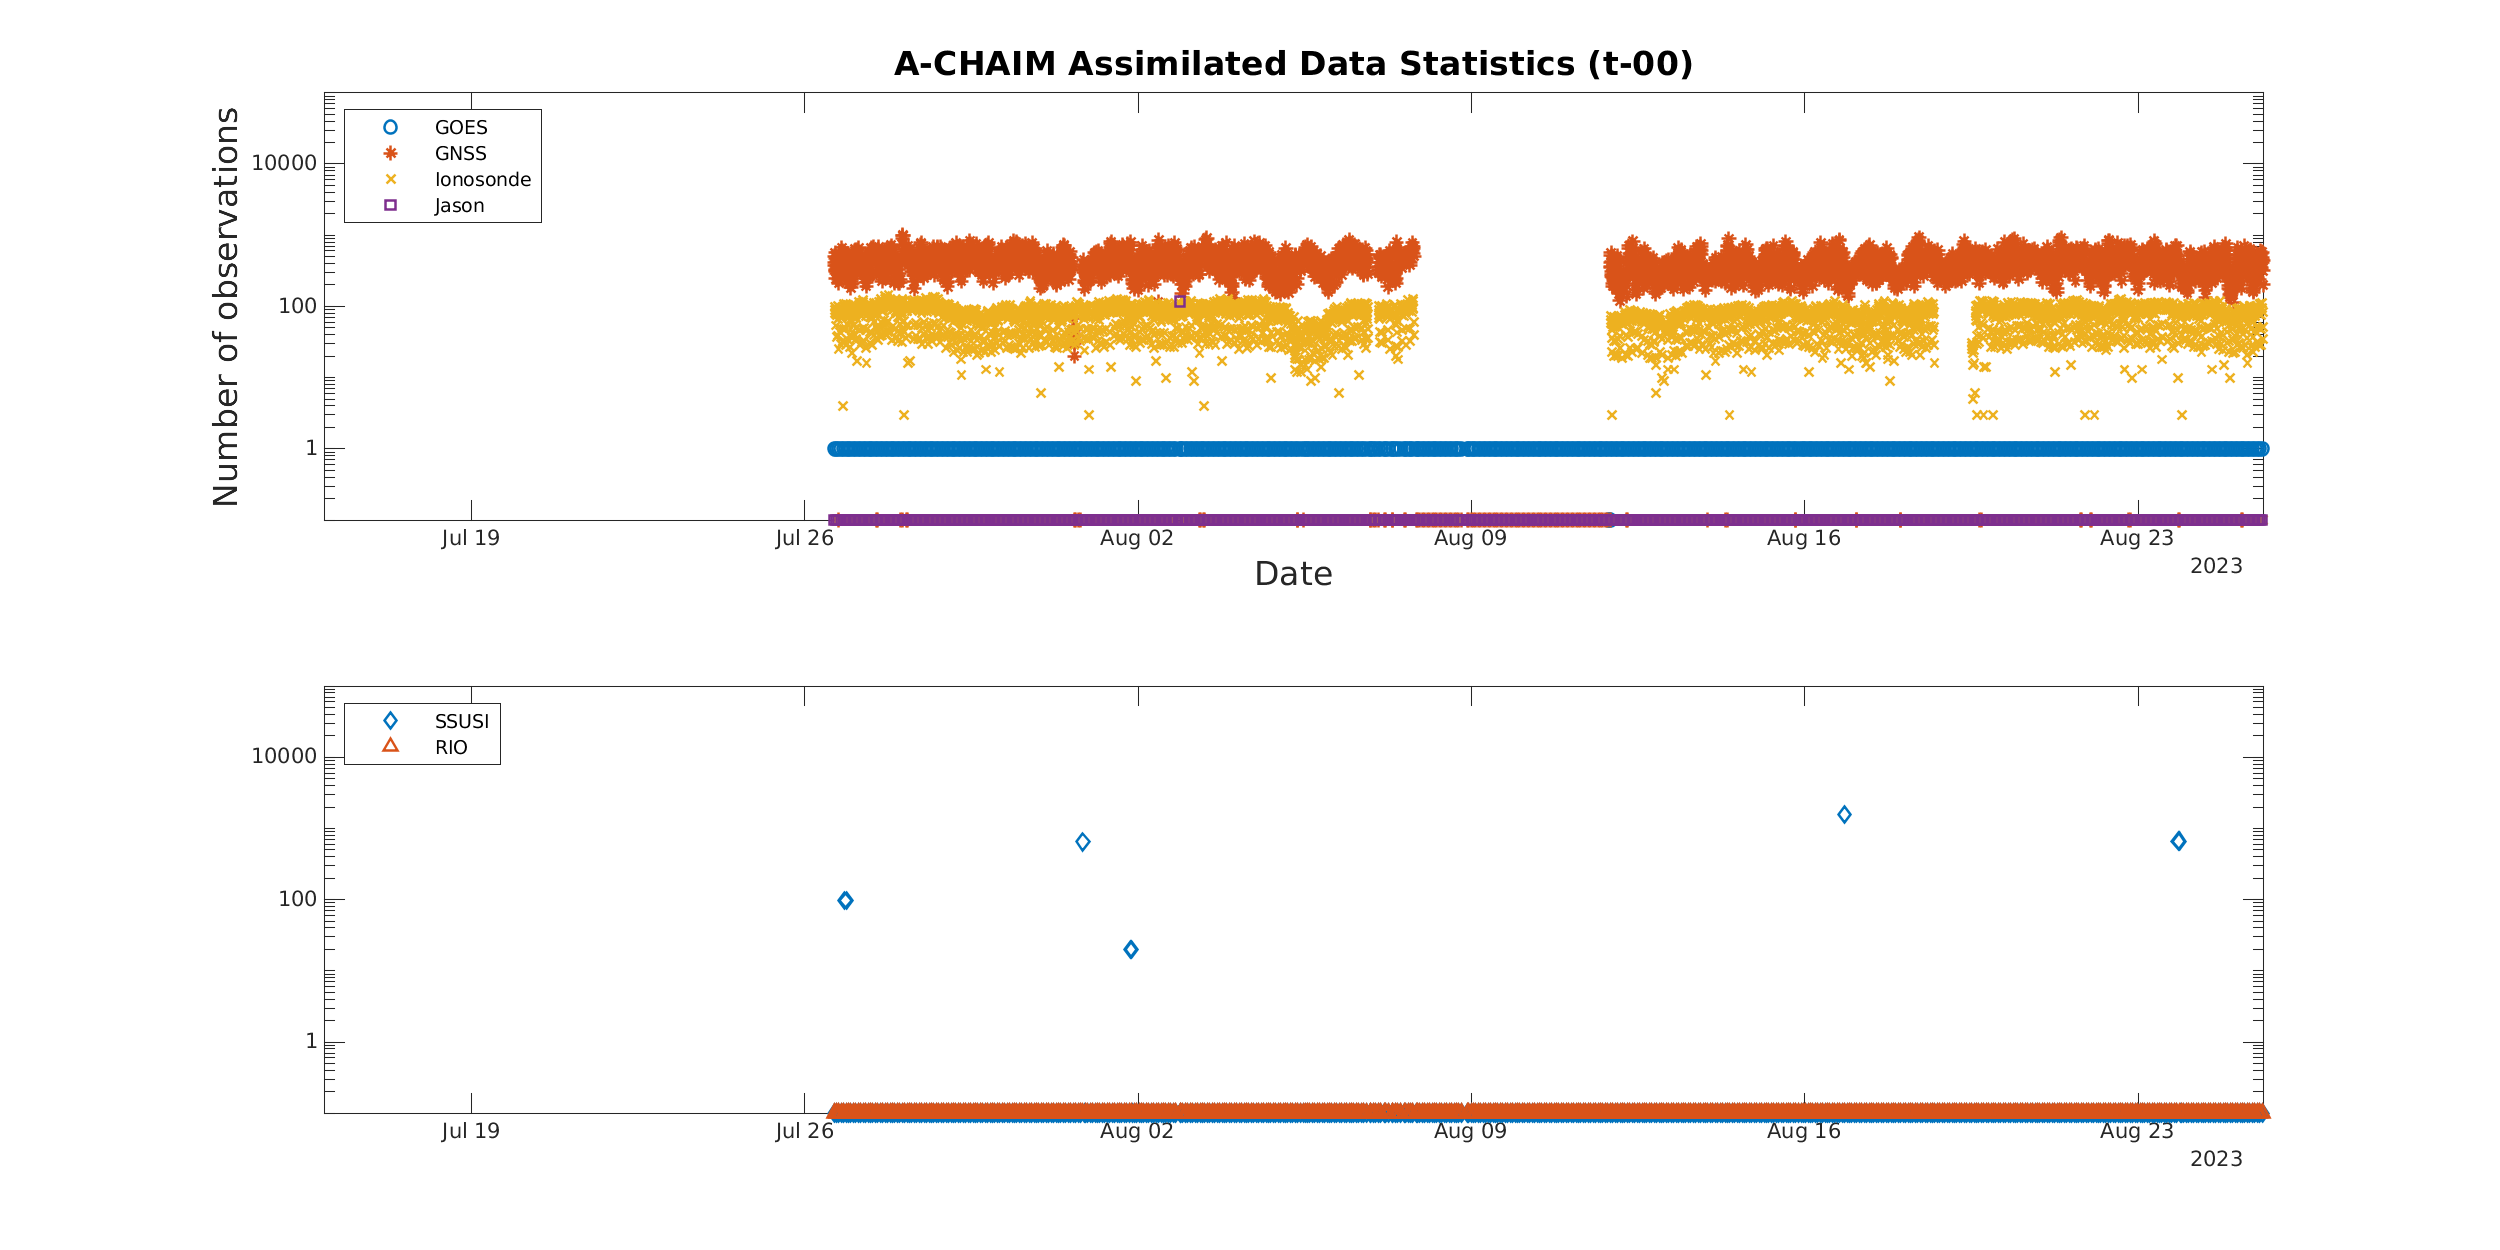 A-CHAIM Assimilated Data Statistics (t-00)
Number of observations
10000
100
1
GOES
GNSS
Ionosonde
Jason
Jul 19
Jul 26
Aug 02
Aug 09
Aug 16
Aug 23
2023
Date
10000
100
1
SSUSI
RIO
Jul 19
Jul 26
Aug 02
Aug 09
Aug 16
Aug 23
2023